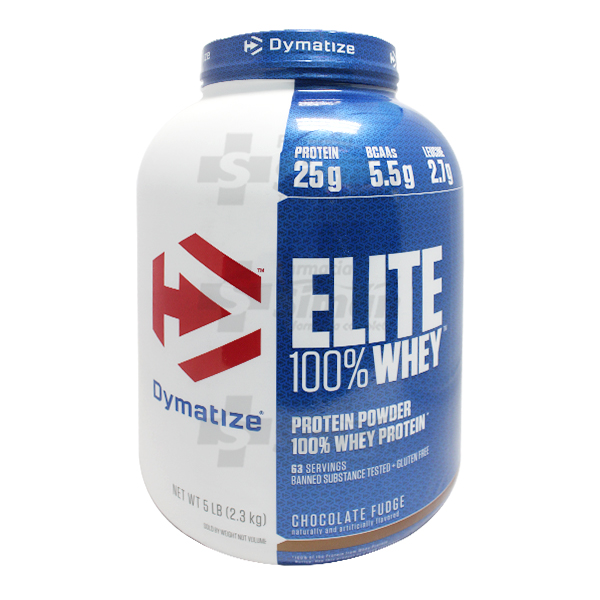 Dymatize
PROTEIN
25g
BCAAs
5.5g
LEUCINE
2.7g
ELITE
100% WHEY
PROTEIN POWDER
100% WHEY PROTEIN*
63 SERVINGS
BANNED SUBSTANCE TESTED • GLUTEN FREE
CHOCOLATE FUDGE
naturally and artificially flavored
Dymatize®
NET WT 5 LB (2.3 kg)
SOLD BY WEIGHT NOT VOLUME